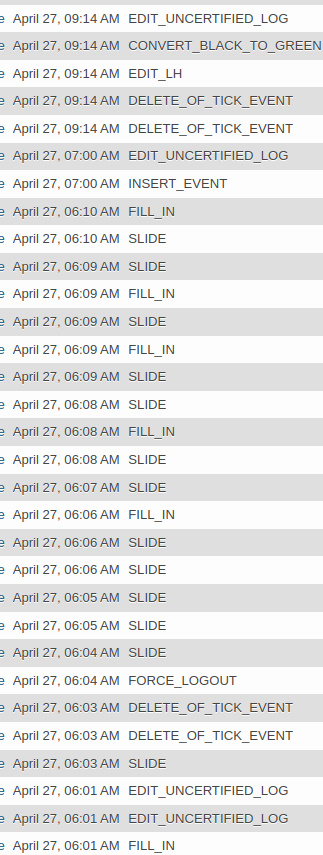 e April 27, 09:14 AM EDIT_UNCERTIFIED_LOG
e April 27, 09:14 AM CONVERT_BLACK_TO_GREEN
e April 27, 09:14 AM EDIT_LH
e April 27, 09:14 AM DELETE_OF_TICK_EVENT
e April 27, 09:14 AM DELETE_OF_TICK_EVENT
e April 27, 07:00 AM EDIT_UNCERTIFIED_LOG
e April 27, 07:00 AM INSERT_EVENT
e April 27, 06:10 AM FILL_IN
e April 27, 06:10 AM SLIDE
e April 27, 06:09 AM SLIDE
e April 27, 06:09 AM FILL_IN
e April 27, 06:09 AM SLIDE
e April 27, 06:09 AM FILL_IN
e April 27, 06:09 AM SLIDE
e April 27, 06:08 AM SLIDE
e April 27, 06:08 AM FILL_IN
e April 27, 06:08 AM SLIDE
e April 27, 06:07 AM SLIDE
e April 27, 06:06 AM FILL_IN
e April 27, 06:06 AM SLIDE
e April 27, 06:06 AM SLIDE
e April 27, 06:05 AM SLIDE
e April 27, 06:05 AM SLIDE
e April 27, 06:04 AM SLIDE
e April 27, 06:04 AM FORCE_LOGOUT
e April 27, 06:03 AM DELETE_OF_TICK_EVENT
e April 27, 06:03 AM DELETE_OF_TICK_EVENT
e April 27, 06:03 AM SLIDE
e April 27, 06:01 AM EDIT_UNCERTIFIED_LOG
e April 27, 06:01 AM EDIT_UNCERTIFIED_LOG
e April 27, 06:01 AM FILL_IN